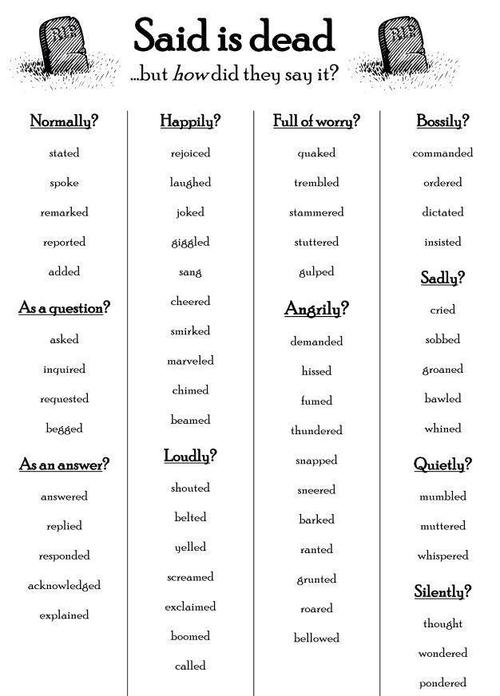 Said is dead
...but how did they say it?
RIP
RIP
Normally?
stated
spoke
remarked
reported
added
As a question?
asked
inquired
requested
begged
As an answer?
answered
replied
responded
acknowledged
explained
Happily?
rejoiced
laughed
joked
giggled
sang
cheered
smirked
marveled
chimed
beamed
Loudly?
shouted
belted
yelled
screamed
exclaimed
boomed
called
Full of worry?
quaked
trembled
stammered
stuttered
gulped
Angrily?
demanded
hissed
fumed
thundered
snapped
sneered
barked
ranted
grunted
roared
bellowed
Bossily?
commanded
ordered
dictated
insisted
Sadly?
cried
sobbed
groaned
bawled
whined
Quietly?
mumbled
muttered
whispered
Silently?
thought
wondered
pondered